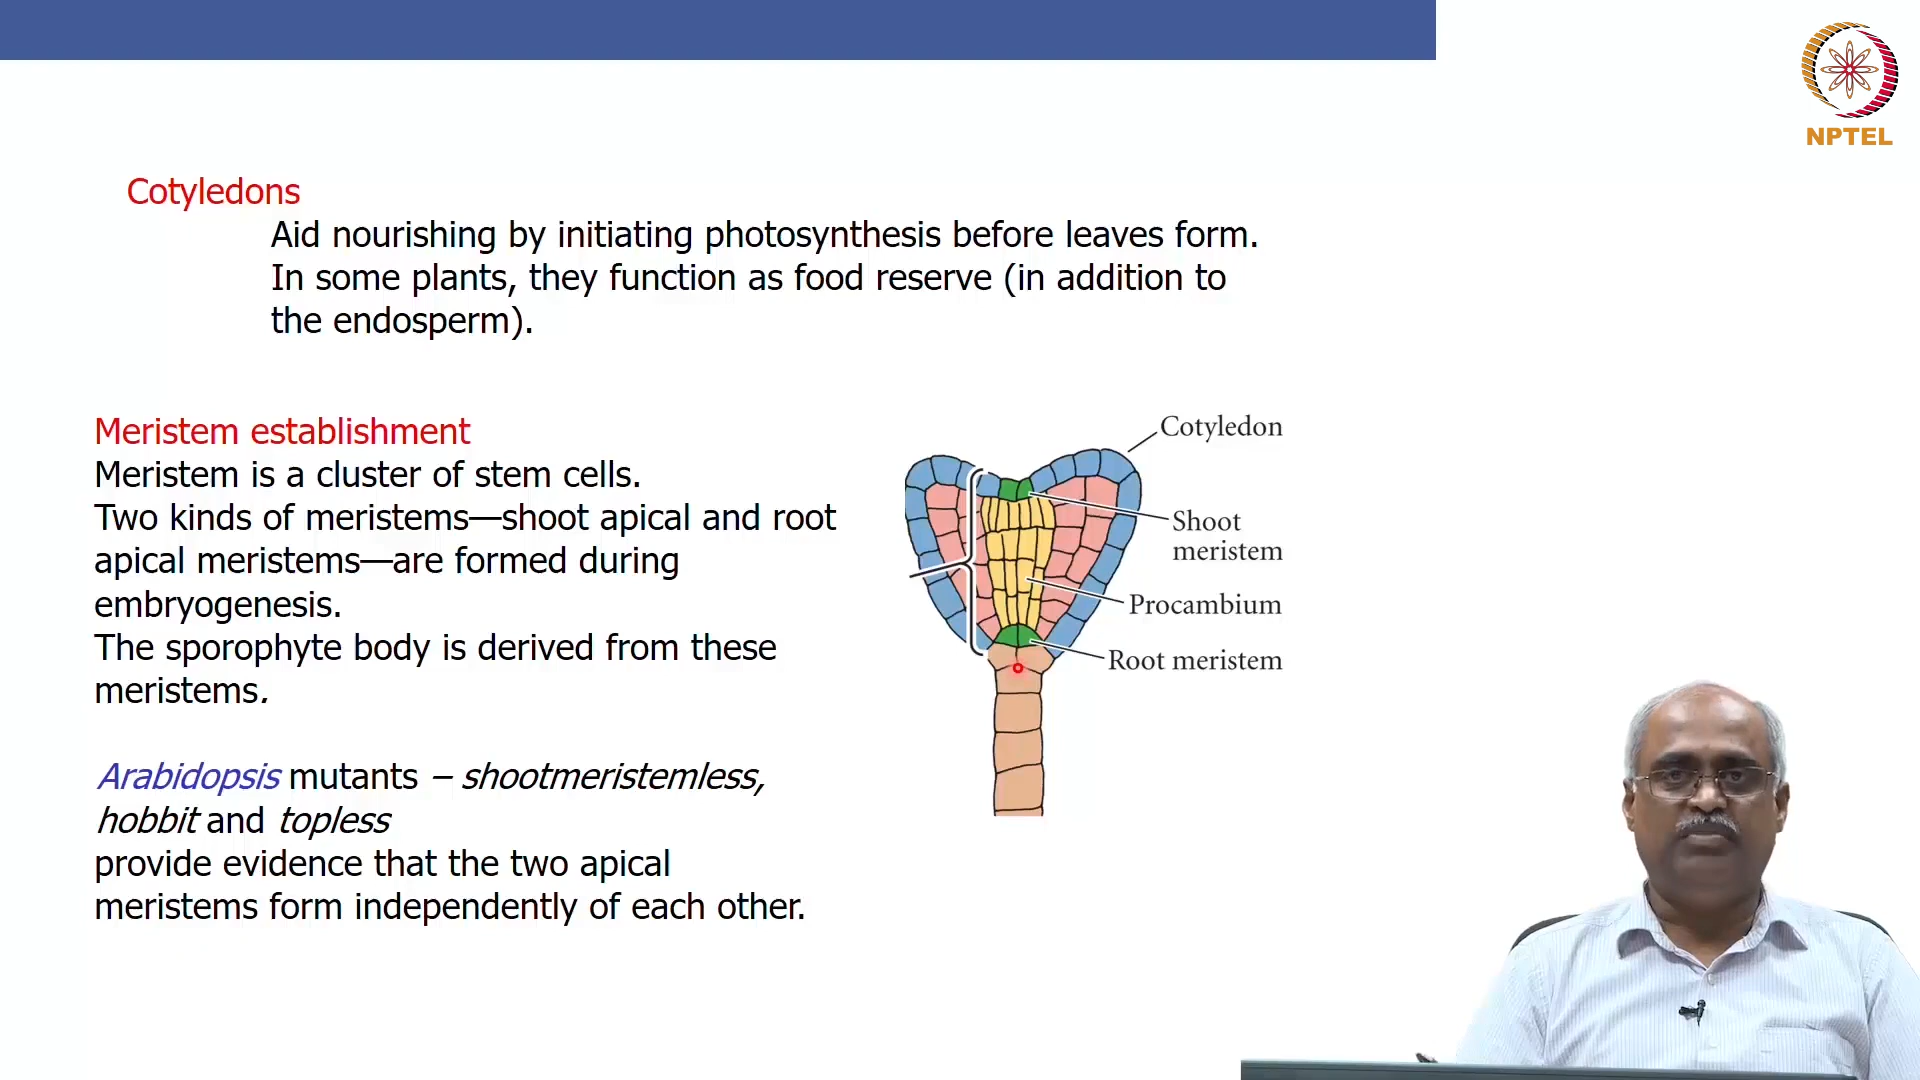 NPTEL
Cotyledons
Aid nourishing by initiating photosynthesis before leaves form.
In some plants, they function as food reserve (in addition to
the endosperm).
Meristem establishment
Meristem is a cluster of stem cells.
Two kinds of meristems—shoot apical and root
apical meristems—are formed during
embryogenesis.
The sporophyte body is derived from these
meristems.
Arabidopsis mutants – shootmeristemless,
hobbit and topless
provide evidence that the two apical
meristems form independently of each other.
Cotyledon
Shoot
meristem
Procambium
Root meristem